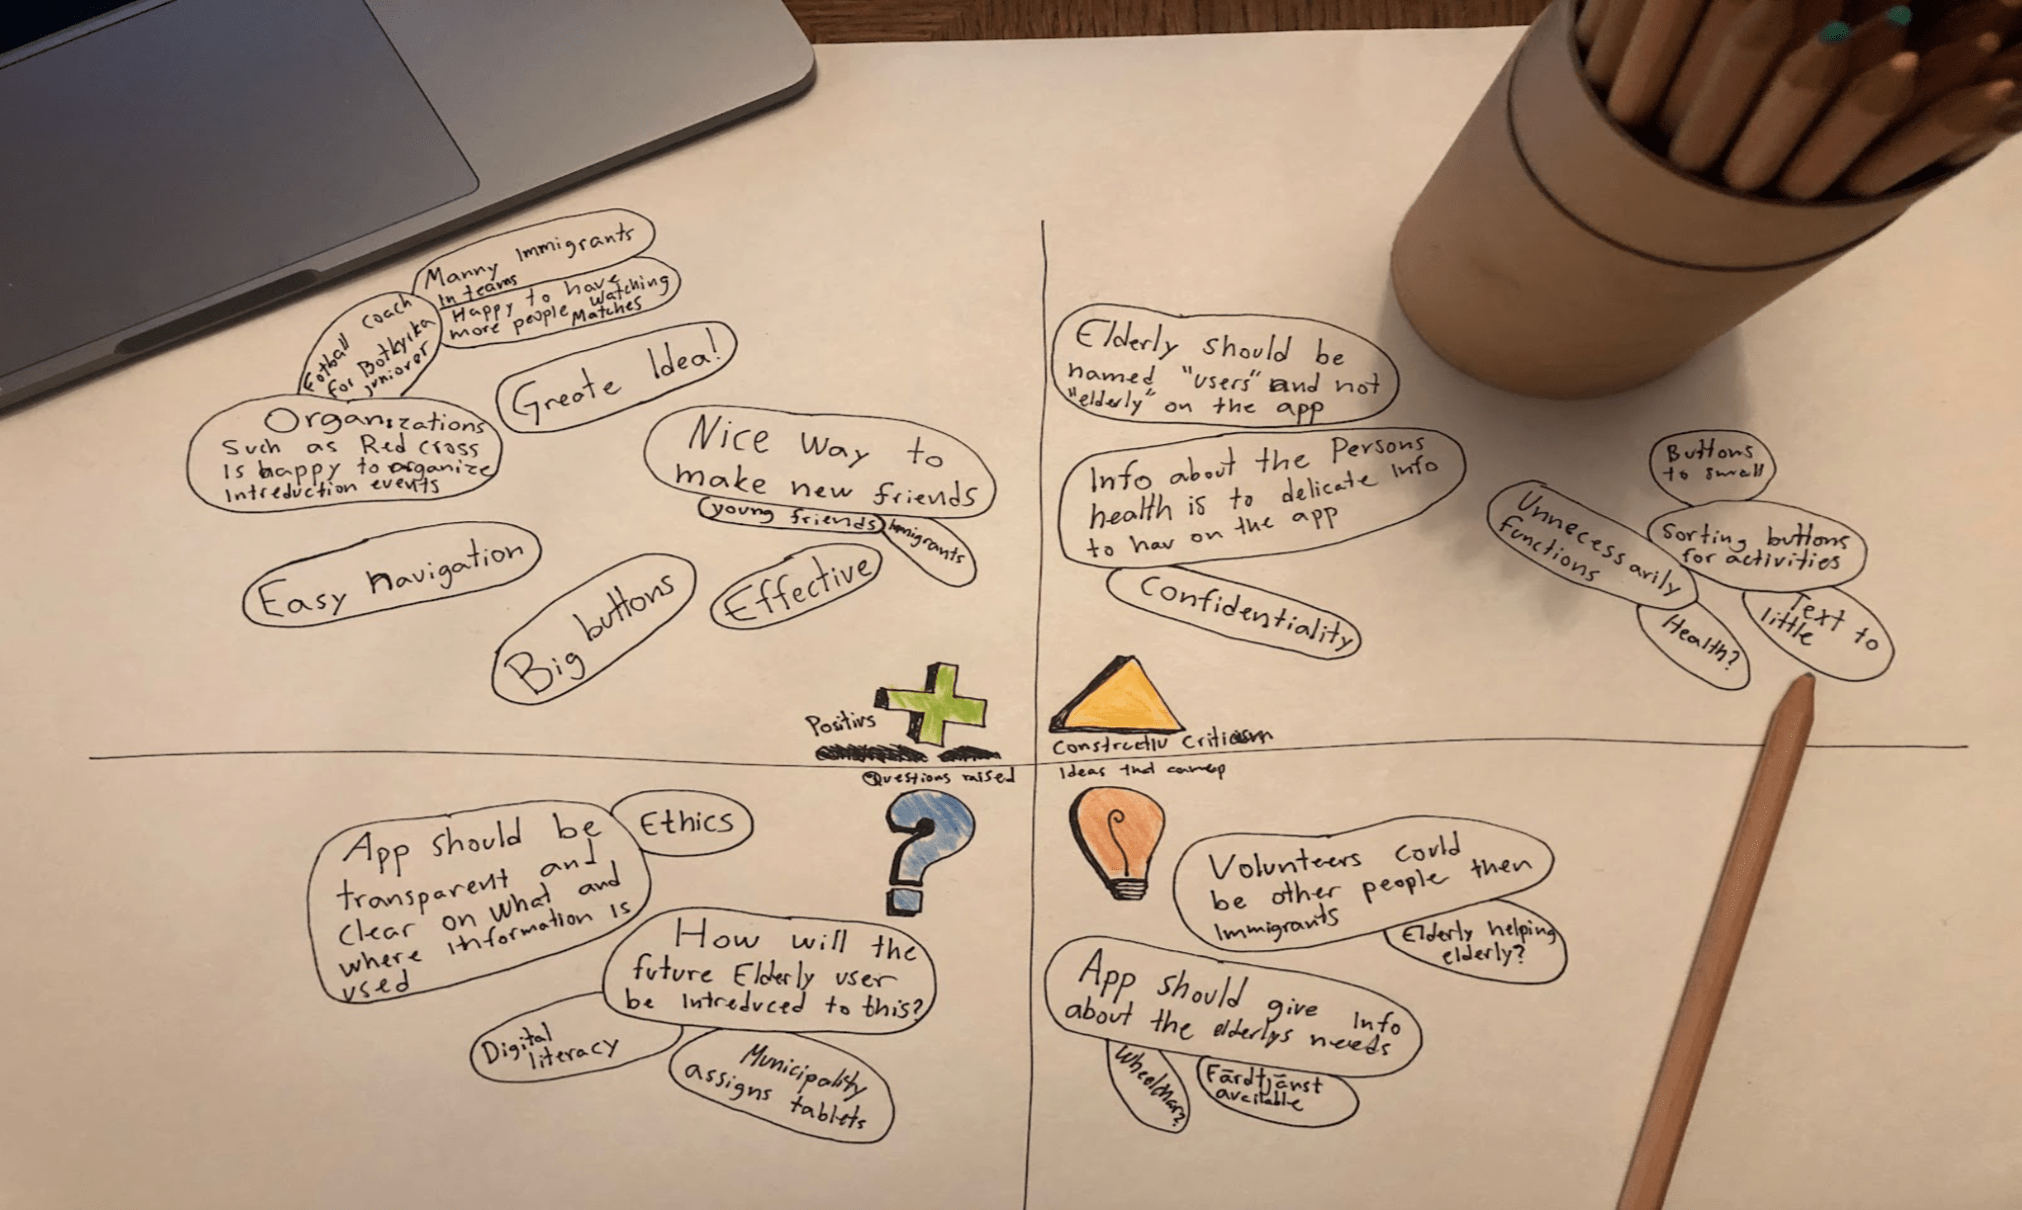 Manny Immigrants
In teams
Happy to have
more people watching
Matches
Fotball coach
for Botkyrka
juniorer
Organizations
Such as Red cross
Is happy to organize
Intreduction events
Greate Idea!
Nice way to
make new friends
young friends
Immigrants
Easy navigation
Big buttons
Effective
Positivs
Elderly should be
named "users" and not
"elderly" on the app
Info about the Persons
health is to delicate info
to hav on the app
Confidentiality
Buttons
to small
Sorting buttons
for activities
Unnecessarily
functions
Text to
little
Health?
Constructiv Criticism
Questions raised
App should be
transparent and
clear on what and
where information is
used
Ethics
How will the
future Elderly user
be Intreduced to this?
Digital
literacy
Municipality
assigns tablets
Ideas that
Volunteers could
be other people then
Immigrants
Elderly helping
elderly?
App should give Info
about the elderlys needs
Wheelchar?
Färdtjänst
available